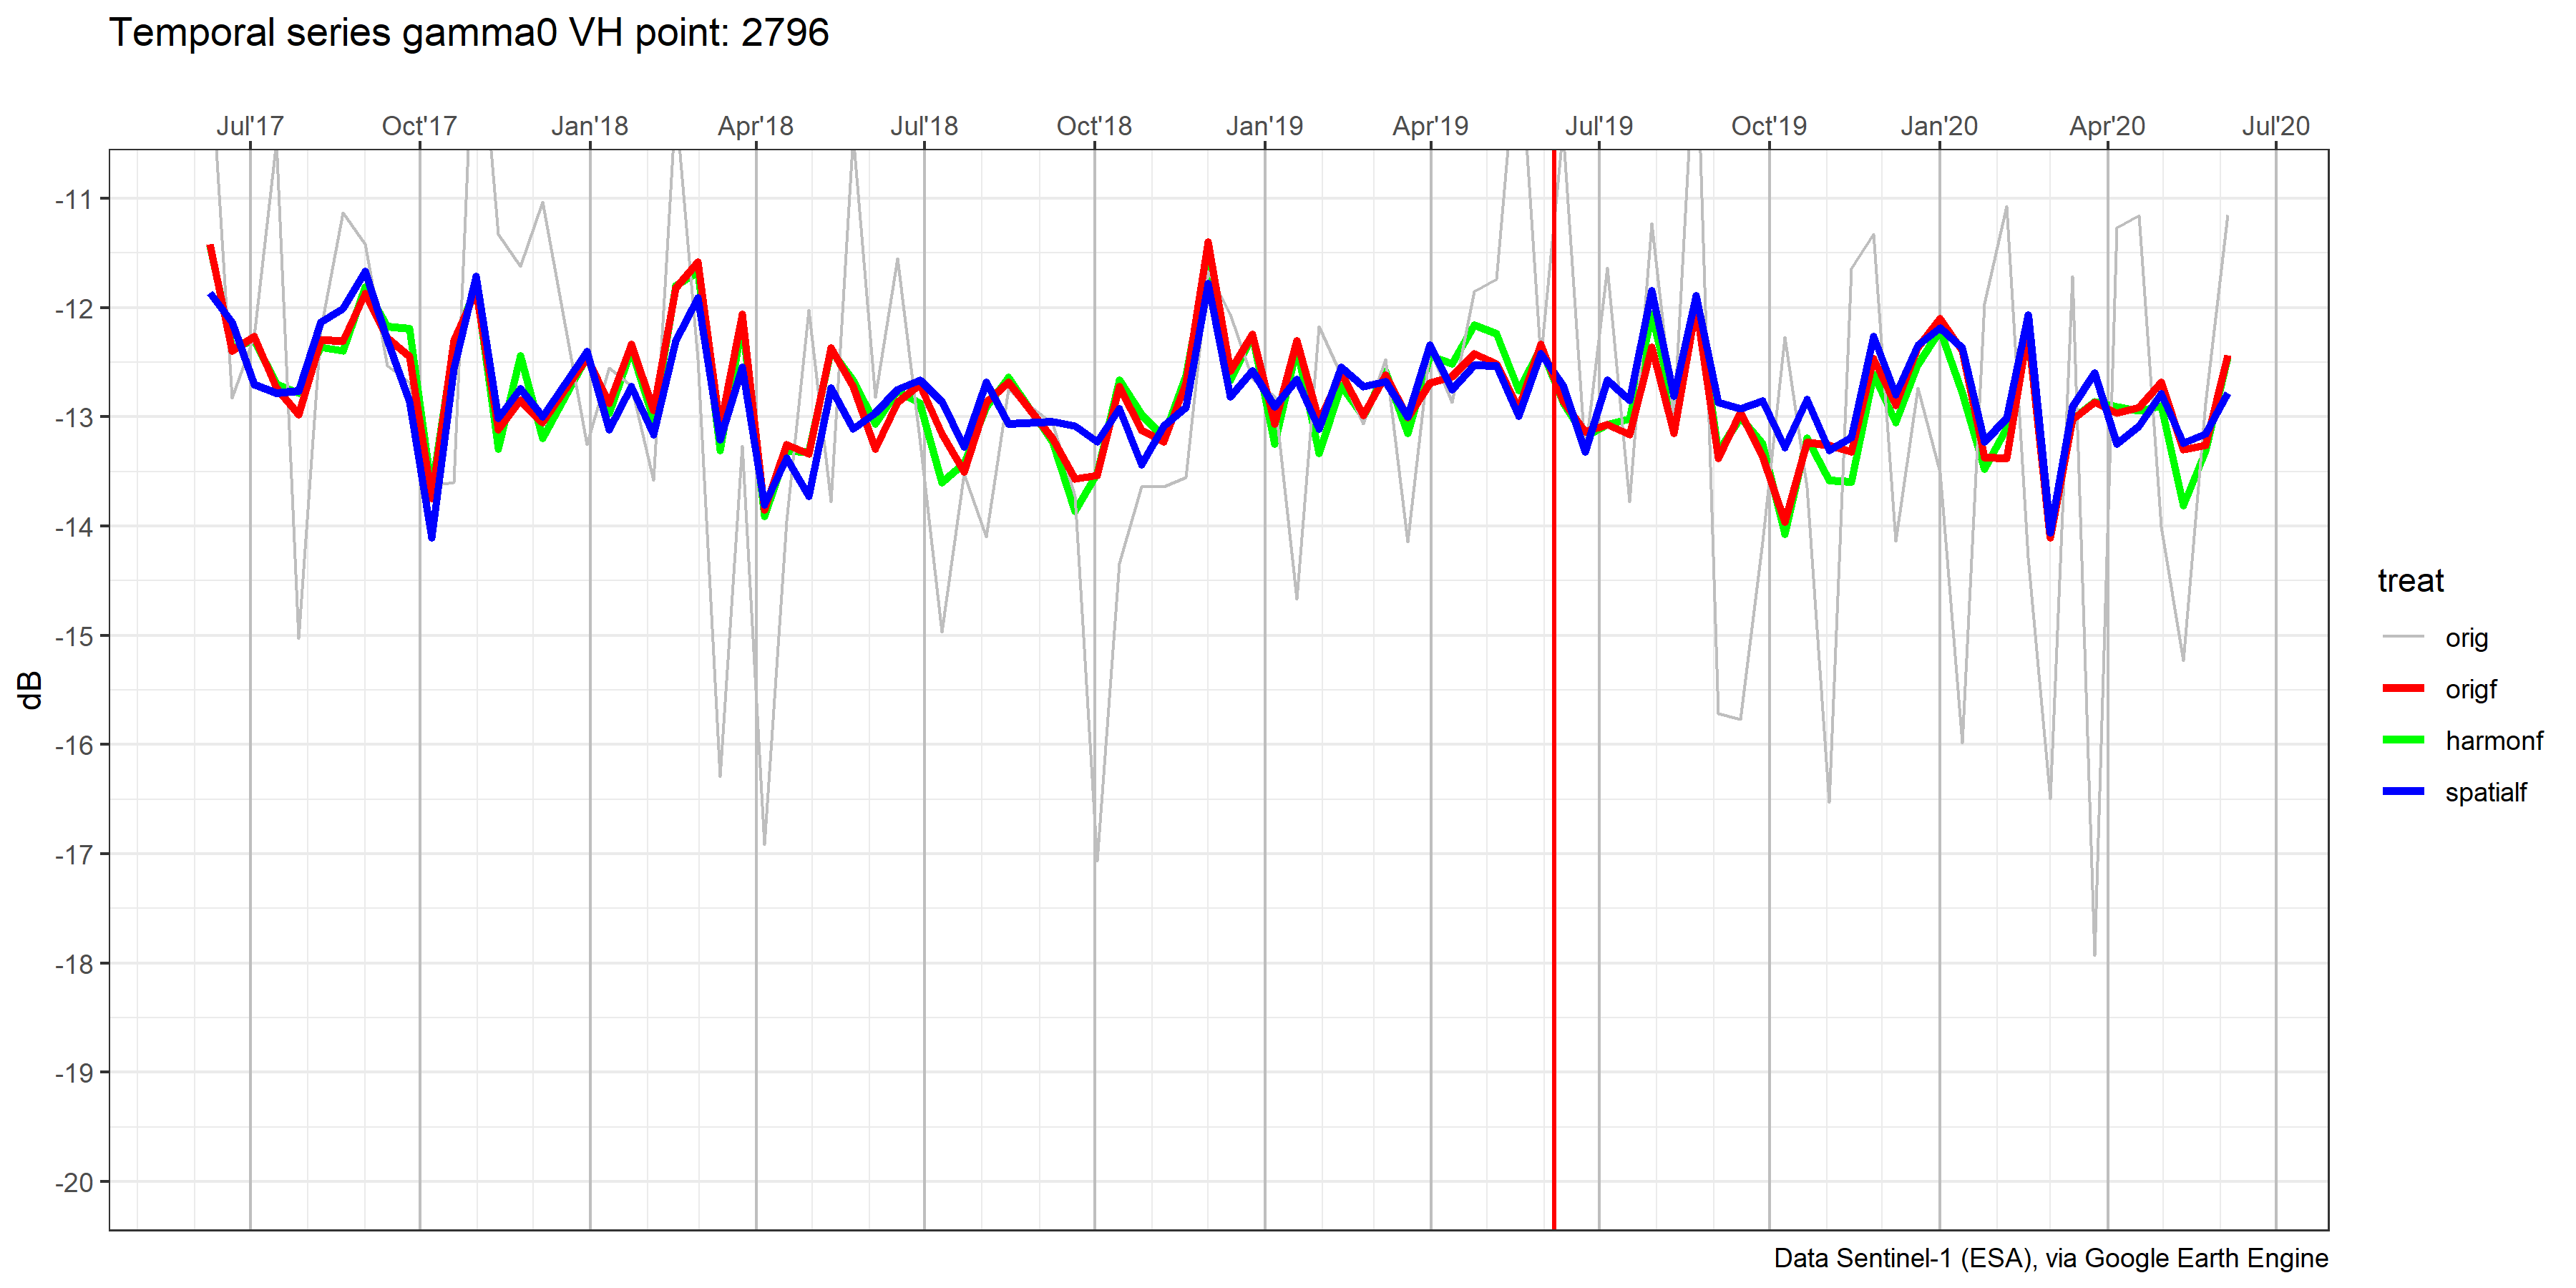 Temporal series gamma0 VH point: 2796
Jul'17 Oct'17 Jan'18 Apr'18 Jul'18 Oct'18 Jan'19 Apr'19 Jul'19 Oct'19 Jan'20 Apr'20 Jul'20
-11
-12
-13
-14
-15
-16
-17
-18
-19
-20
dB
treat
orig
origf
harmonf
spatialf
Data Sentinel-1 (ESA), via Google Earth Engine